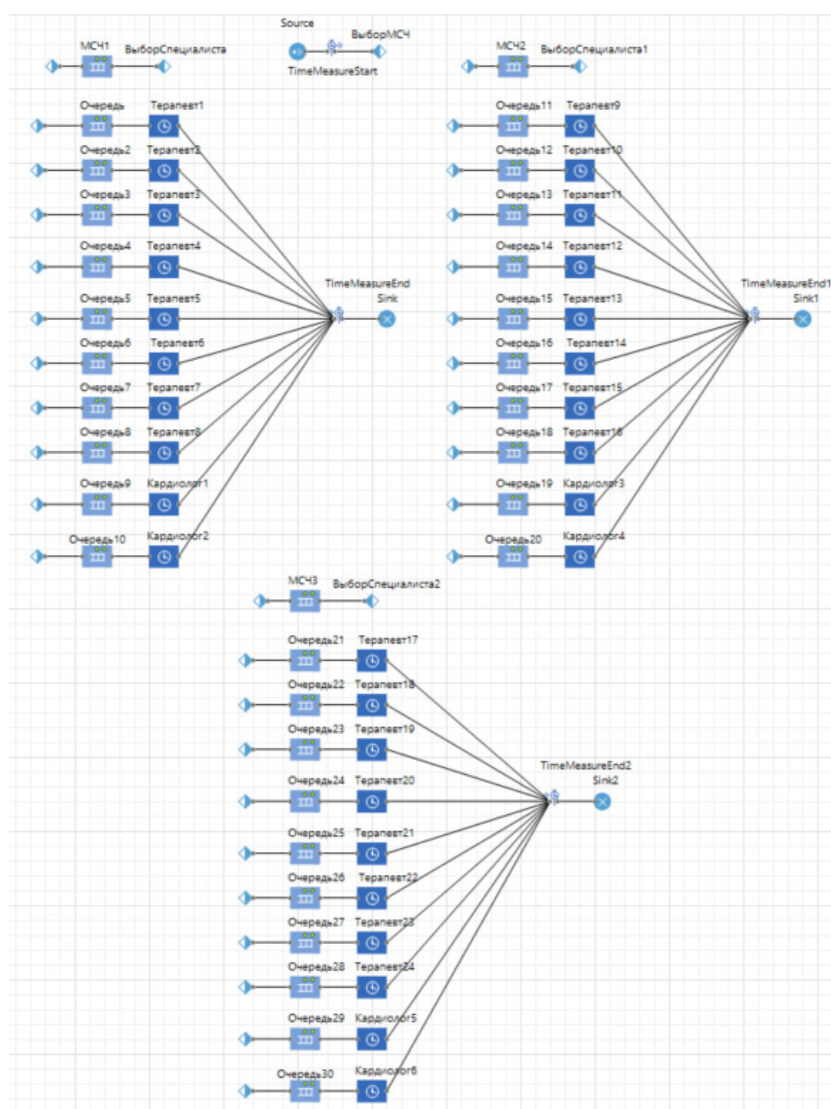 Source
ВыборМСЧ
TimeMeasureStart
МСЧ1 ВыборСпециалиста
Очередь Терапевт1
Очередь2 Терапевт2
Очередь3 Терапевт3
Очередь4 Терапевт4
TimeMeasureEnd
Sink
Очередь5 Терапевт5
Очередь6 Терапевт6
Очередь7 Терапевт7
Очередь8 Терапевт8
Очередь9 Кардиолог1
Очередь10 Кардиолог2
МСЧ2 ВыборСпециалиста1
Очередь11 Терапевт9
Очередь12 Терапевт10
Очередь13 Терапевт11
Очередь14 Терапевт12
TimeMeasureEnd1
Sink1
Очередь15 Терапевт13
Очередь16 Терапевт14
Очередь17 Терапевт15
Очередь18 Терапевт16
Очередь19 Кардиолог3
Очередь20 Кардиолог4
МСЧ3 ВыборСпециалиста2
Очередь21 Терапевт17
Очередь22 Терапевт18
Очередь23 Терапевт19
TimeMeasureEnd2
Sink2
Очередь24 Терапевт20
Очередь25 Терапевт21
Очередь26 Терапевт22
Очередь27 Терапевт23
Очередь28 Терапевт24
Очередь29 Кардиолог5
Очередь30 Кардиолог6